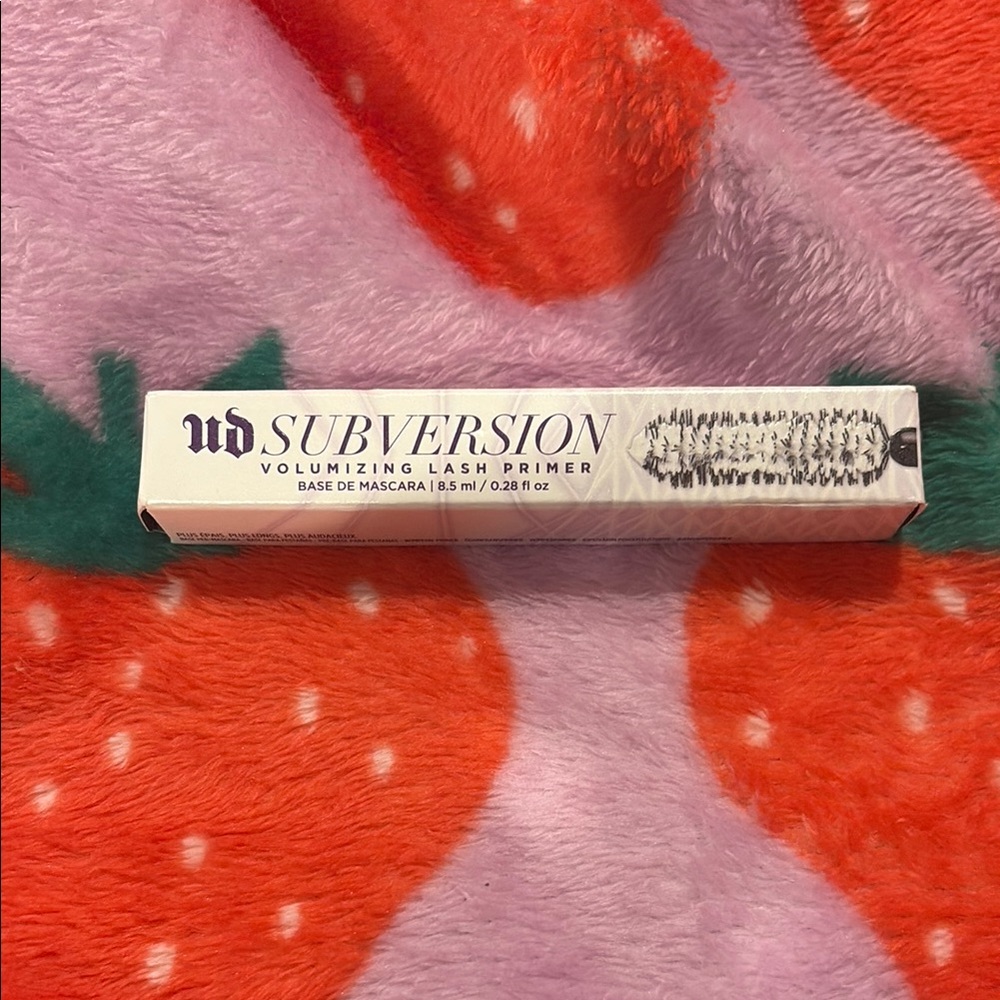 UD SUBVERSION
VOLUMIZING LASH PRIMER
BASE DE MASCARA | 8.5 ml / 0.28 fl oz
PLUS ÉPAIS, PLUS LONGS, PLUS AUDACIEUX